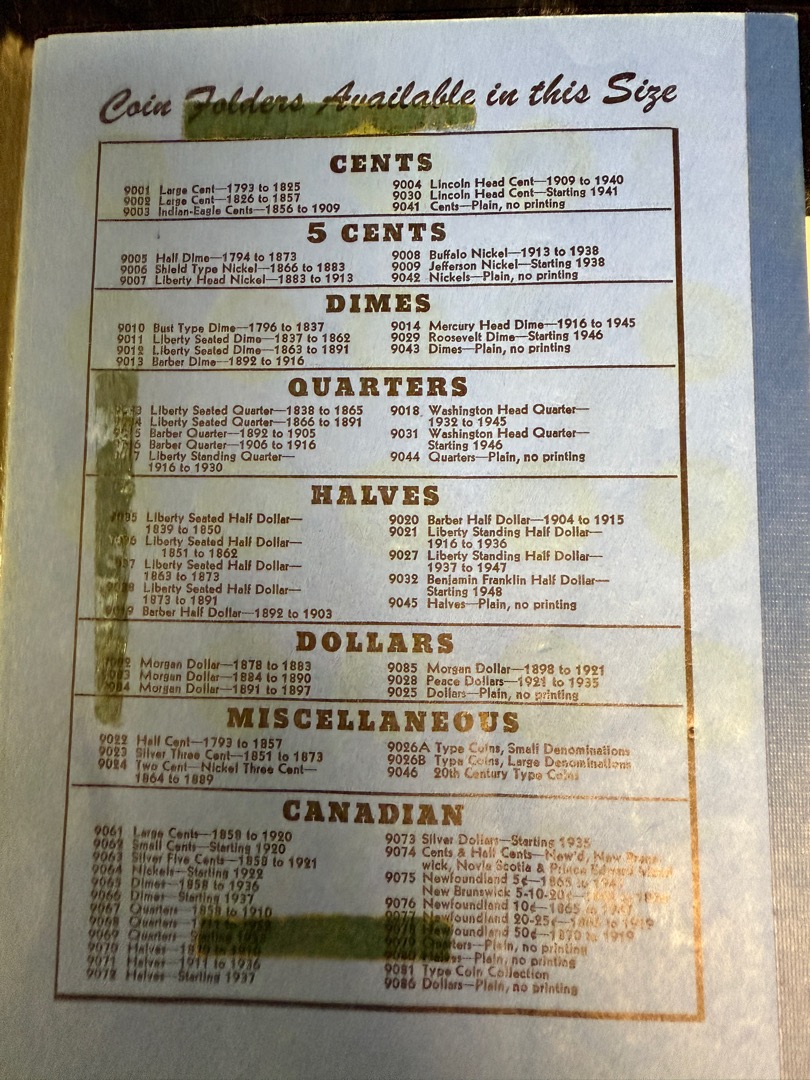 Coin Folders Available in this Size
CENTS
9001 Large Cent—1793 to 1825
9002 Large Cent—1826 to 1857
9003 Indian-Eagle Cents—1856 to 1909
9004 Lincoln Head Cent—1909 to 1940
9030 Lincoln Head Cent—Starting 1941
9041 Cents—Plain, no printing
5 CENTS
9005 Half Dime—1794 to 1873
9006 Shield Type Nickel—1866 to 1883
9007 Liberty Head Nickel—1883 to 1913
9008 Buffalo Nickel—1913 to 1938
9009 Jefferson Nickel—Starting 1938
9042 Nickels—Plain, no printing
DIMES
9010 Bust Type Dime—1796 to 1837
9011 Liberty Seated Dime—1837 to 1862
9012 Liberty Seated Dime—1863 to 1891
9013 Barber Dime—1892 to 1916
9014 Mercury Head Dime—1916 to 1945
9029 Roosevelt Dime—Starting 1946
9043 Dimes—Plain, no printing
QUARTERS
Liberty Seated Quarter—1838 to 1865
Liberty Seated Quarter—1866 to 1891
Barber Quarter—1892 to 1905
Barber Quarter—1906 to 1916
Liberty Standing Quarter—
1916 to 1930
9018 Washington Head Quarter—
1932 to 1945
9031 Washington Head Quarter—
Starting 1946
9044 Quarters—Plain, no printing
HALVES
Liberty Seated Half Dollar—
1839 to 1850
Liberty Seated Half Dollar—
1851 to 1862
Liberty Seated Half Dollar—
1863 to 1873
Liberty Seated Half Dollar—
1873 to 1891
Barber Half Dollar—1892 to 1903
9020 Barber Half Dollar—1904 to 1915
9021 Liberty Standing Half Dollar—
1916 to 1936
9027 Liberty Standing Half Dollar—
1937 to 1947
9032 Benjamin Franklin Half Dollar—
Starting 1948
9045 Halves—Plain, no printing
DOLLARS
Morgan Dollar—1878 to 1883
Morgan Dollar—1884 to 1890
Morgan Dollar—1891 to 1897
9085 Morgan Dollar—1898 to 1921
9028 Peace Dollars—1921 to 1935
9025 Dollars—Plain, no printing
MISCELLANEOUS
9022 Half Cent—1793 to 1857
9023 Silver Three Cent—1851 to 1873
9024 Two Cent—Nickel Three Cent—
1864 to 1889
9026A Type Coins, Small Denominations
9026B Type Coins, Large Denominations
9046 20th Century Type Coins
CANADIAN
9061 Large Cents—1858 to 1920
9062 Small Cents—Starting 1920
9063 Silver Five Cents—1858 to 1921
9064 Nickels—Starting 1922
9065 Dimes—1858 to 1936
9066 Dimes—Starting 1937
9067 Quarters—1858 to 1910
9068 Quarters—
9069 Quarters—
9070 Halves—
9071 Halves—1911 to 1936
9072 Halves—Starting 1937
9073 Silver Dollars—Starting 1935
9074 Cents & Half Cents—New'd, New Bruns-
wick, Novia Scotia & Prince Edward
9075 Newfoundland 5¢—1865
New Brunswick 5-10-20¢—
9076 Newfoundland 10¢—1865 to
9077 Newfoundland 20-25¢— to 1919
Newfoundland 50¢—1870 to 1919
Quarters—Plain, no printing
Halves—Plain, no printing
9081 Type Coin Collection
9086 Dollars—Plain, no printing